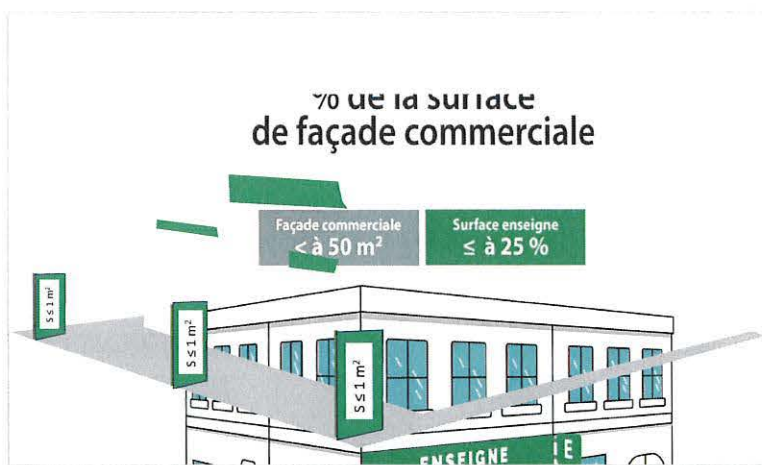 % de la surface
de façade commerciale
Façade commerciale
< à 50 m²
Surface enseigne
≤ à 25 %
S ≤ 1 m²
S ≤ 1 m²
S ≤ 1 m²
ENSEIGNE
E